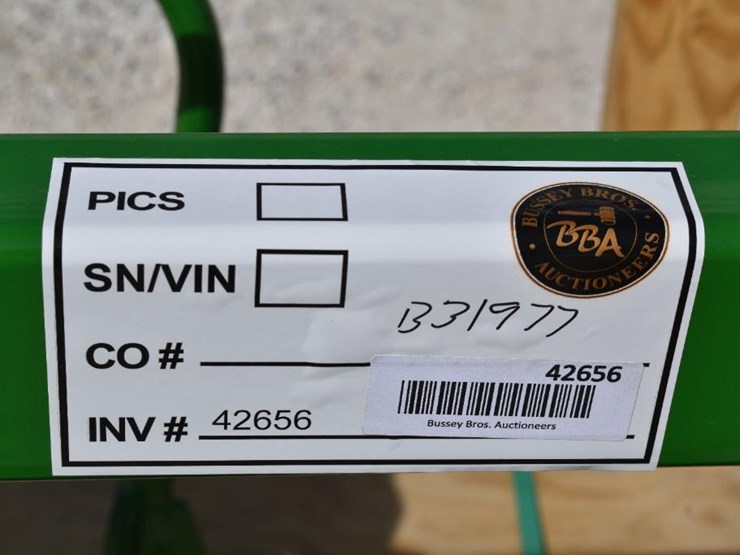 PICS
BUSSEY BROS.
BBA
AUCTIONEERS
SN/VIN
B31977
CO #
42656
INV # 42656
Bussey Bros. Auctioneers